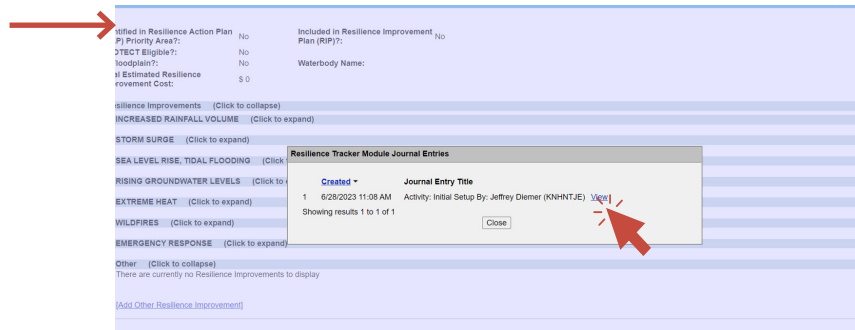 ntified in Resilience Action Plan No Included in Resilience Improvement No
P) Priority Area?: Plan (RIP)?:
OTECT Eligible?: No
loodplain?: No Waterbody Name:
al Estimated Resilience $ 0
rovement Cost:
esilience Improvements (Click to collapse)
INCREASED RAINFALL VOLUME (Click to expand)
STORM SURGE (Click to expand)
SEA LEVEL RISE, TIDAL FLOODING (Click
RISING GROUNDWATER LEVELS (Click to
EXTREME HEAT (Click to expand)
WILDFIRES (Click to expand)
EMERGENCY RESPONSE (Click to expand)
Other (Click to collapse)
There are currently no Resilience Improvements to display
[Add Other Resilience Improvement]
Resilience Tracker Module Journal Entries
Created Journal Entry Title
1 6/28/2023 11:08 AM Activity: Initial Setup By: Jeffrey Diemer (KNHNTJE) View
Showing results 1 to 1 of 1
Close